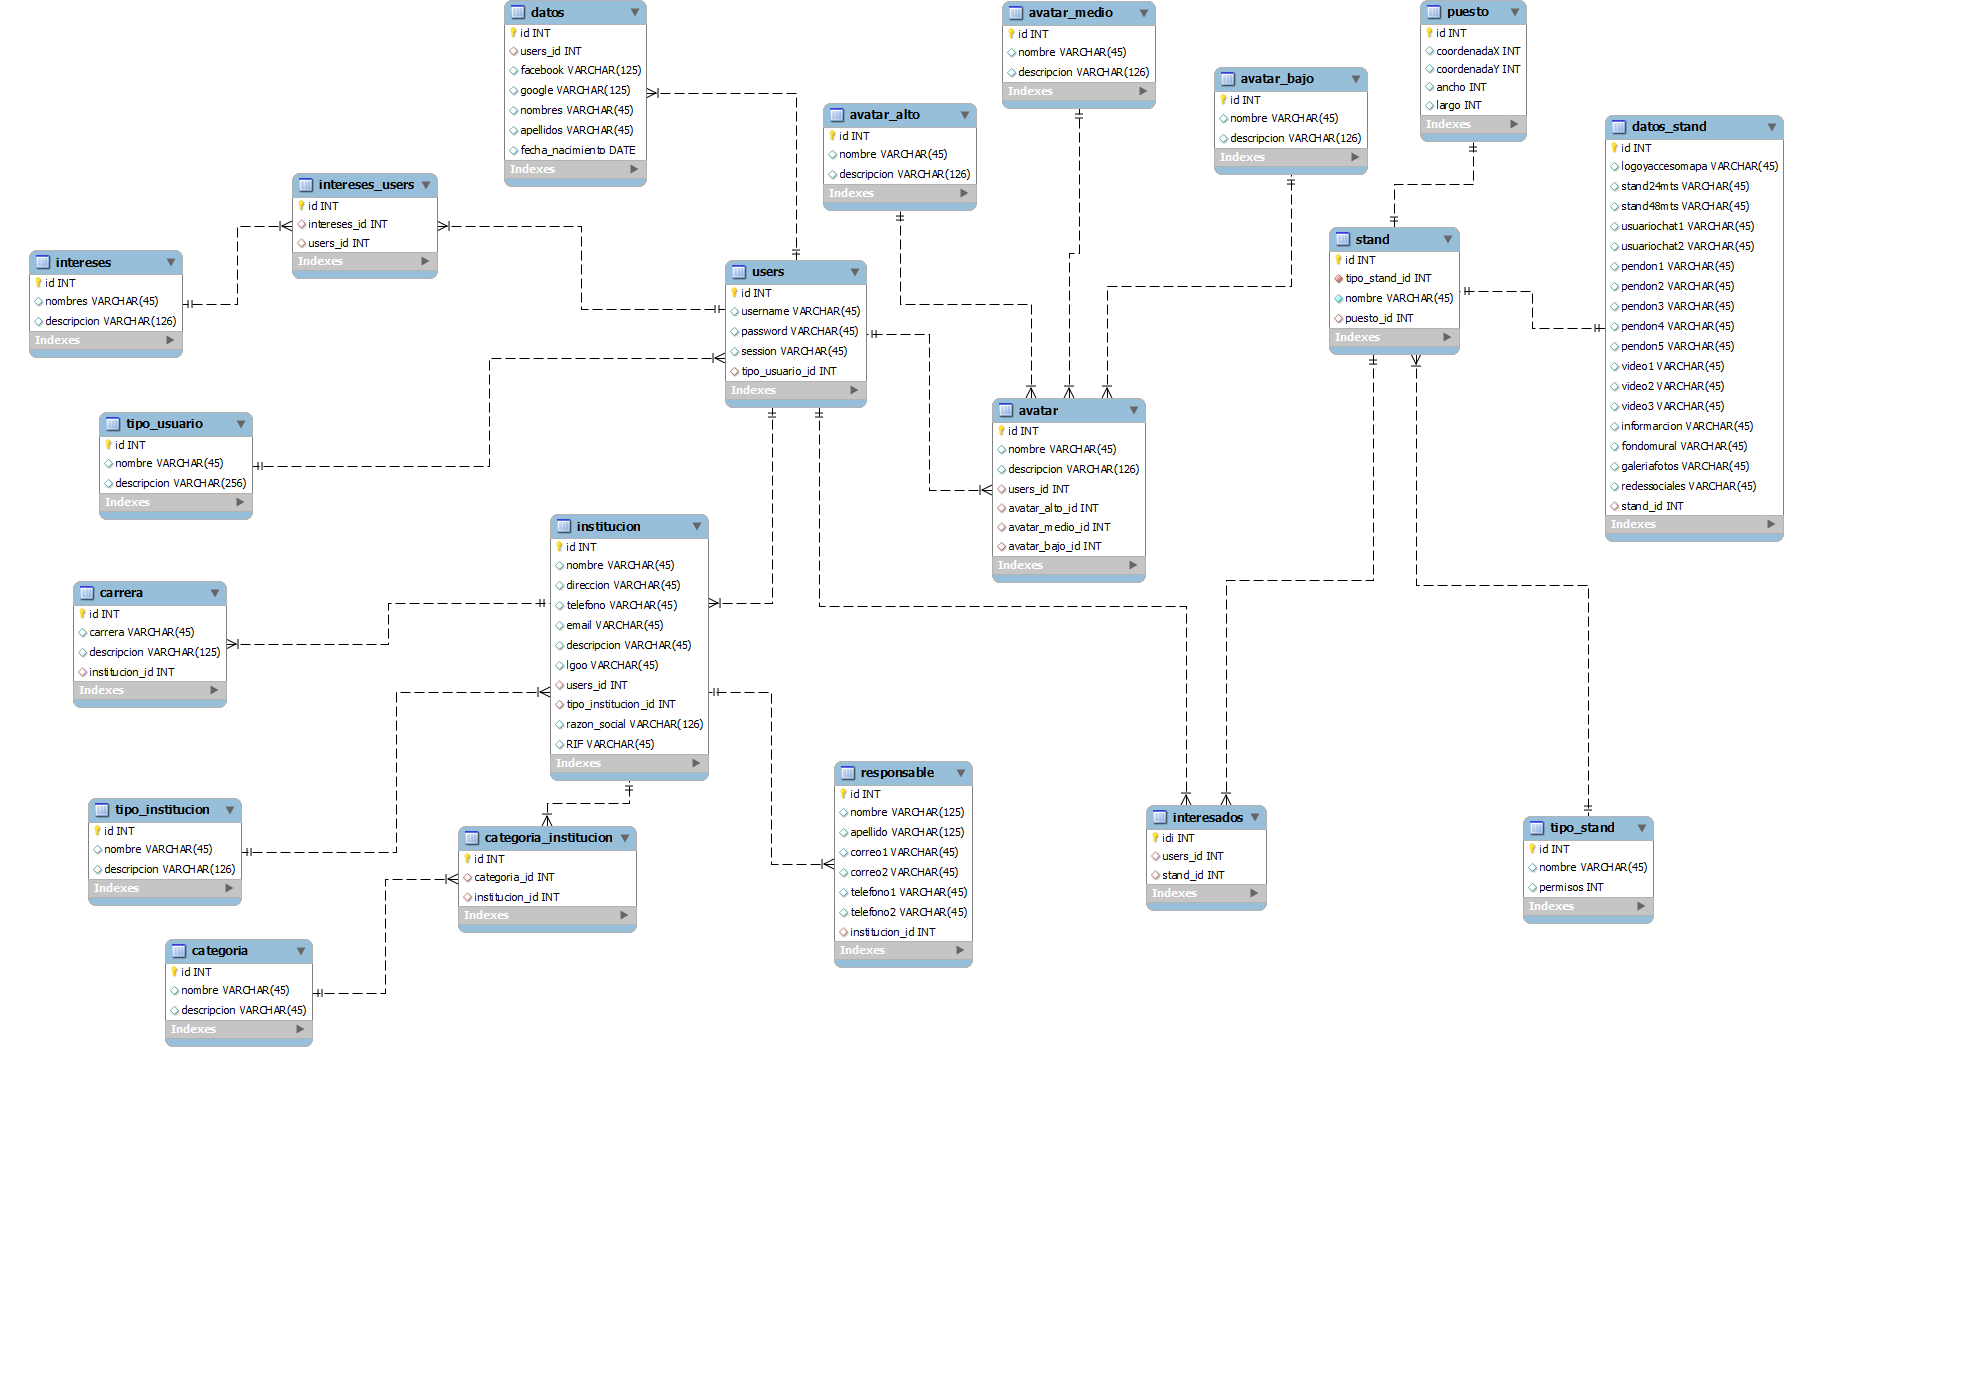 datos
id INT
users_id INT
facebook VARCHAR(125)
google VARCHAR(125)
nombres VARCHAR(45)
apellidos VARCHAR(45)
fecha_nacimiento DATE
Indexes
avatar_medio
id INT
nombre VARCHAR(45)
descripcion VARCHAR(126)
Indexes
puesto
id INT
coordenadaX INT
coordenadaY INT
ancho INT
largo INT
Indexes
avatar_bajo
id INT
nombre VARCHAR(45)
descripcion VARCHAR(126)
Indexes
avatar_alto
id INT
nombre VARCHAR(45)
descripcion VARCHAR(126)
Indexes
datos_stand
id INT
logoyaccesomapa VARCHAR(45)
stand24mts VARCHAR(45)
stand48mts VARCHAR(45)
usuariochat1 VARCHAR(45)
usuariochat2 VARCHAR(45)
pendon1 VARCHAR(45)
pendon2 VARCHAR(45)
pendon3 VARCHAR(45)
pendon4 VARCHAR(45)
pendon5 VARCHAR(45)
video1 VARCHAR(45)
video2 VARCHAR(45)
video3 VARCHAR(45)
informarcion VARCHAR(45)
fondomural VARCHAR(45)
galeriafotos VARCHAR(45)
redessociales VARCHAR(45)
stand_id INT
Indexes
intereses_users
id INT
intereses_id INT
users_id INT
Indexes
stand
id INT
tipo_stand_id INT
nombre VARCHAR(45)
puesto_id INT
Indexes
intereses
id INT
nombres VARCHAR(45)
descripcion VARCHAR(126)
Indexes
users
id INT
username VARCHAR(45)
password VARCHAR(45)
session VARCHAR(45)
tipo_usuario_id INT
Indexes
avatar
id INT
nombre VARCHAR(45)
descripcion VARCHAR(126)
users_id INT
avatar_alto_id INT
avatar_medio_id INT
avatar_bajo_id INT
Indexes
tipo_usuario
id INT
nombre VARCHAR(45)
descripcion VARCHAR(256)
Indexes
institucion
id INT
nombre VARCHAR(45)
direccion VARCHAR(45)
telefono VARCHAR(45)
email VARCHAR(45)
descripcion VARCHAR(45)
lgoo VARCHAR(45)
users_id INT
tipo_institucion_id INT
razon_social VARCHAR(126)
RIF VARCHAR(45)
Indexes
carrera
id INT
carrera VARCHAR(45)
descripcion VARCHAR(125)
institucion_id INT
Indexes
responsable
id INT
nombre VARCHAR(125)
apellido VARCHAR(125)
correo1 VARCHAR(45)
correo2 VARCHAR(45)
telefono1 VARCHAR(45)
telefono2 VARCHAR(45)
institucion_id INT
Indexes
tipo_institucion
id INT
nombre VARCHAR(45)
descripcion VARCHAR(126)
Indexes
interesados
idi INT
users_id INT
stand_id INT
Indexes
tipo_stand
id INT
nombre VARCHAR(45)
permisos INT
Indexes
categoria_institucion
id INT
categoria_id INT
institucion_id INT
Indexes
categoria
id INT
nombre VARCHAR(45)
descripcion VARCHAR(45)
Indexes